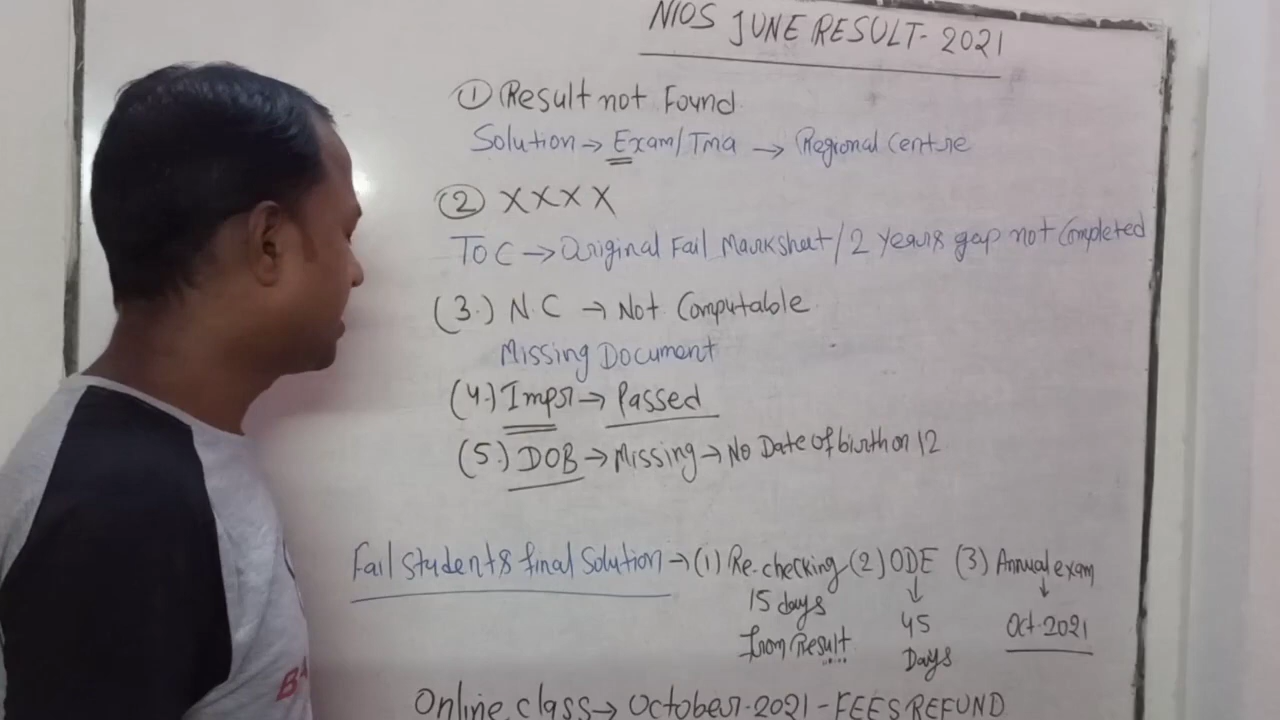 NIOS JUNE RESULT-2021
① Result not Found
Solution → Exam/Tma → Regional Centre
② XXXX
TOC → Original Fail Marksheet/2 years gap not Completed
(3.) N.C → Not Computable
Missing Document
(4.) Impr → Passed
(5.) DOB → Missing → No Date of birth on 12
Fail Students final Solution → (1) Re-checking (2) ODE (3) Annual exam
15 days ↓ ↓
from Result 45 Oct-2021
Days
Online class → October-2021-FEES REFUND